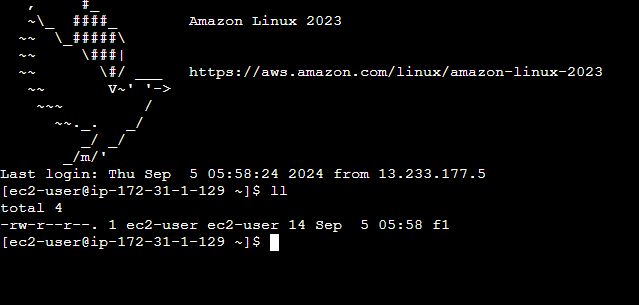 ,     #_
   ~\_  ####_        Amazon Linux 2023
  ~~  \_#####\
  ~~     \###|
  ~~       \#/ ___   https://aws.amazon.com/linux/amazon-linux-2023
   ~~       V~' '->
    ~~~         /
      ~~._.   _/
         _/ _/
       _/m/'
Last login: Thu Sep  5 05:58:24 2024 from 13.233.177.5
[ec2-user@ip-172-31-1-129 ~]$ ll
total 4
-rw-r--r--. 1 ec2-user ec2-user 14 Sep  5 05:58 f1
[ec2-user@ip-172-31-1-129 ~]$